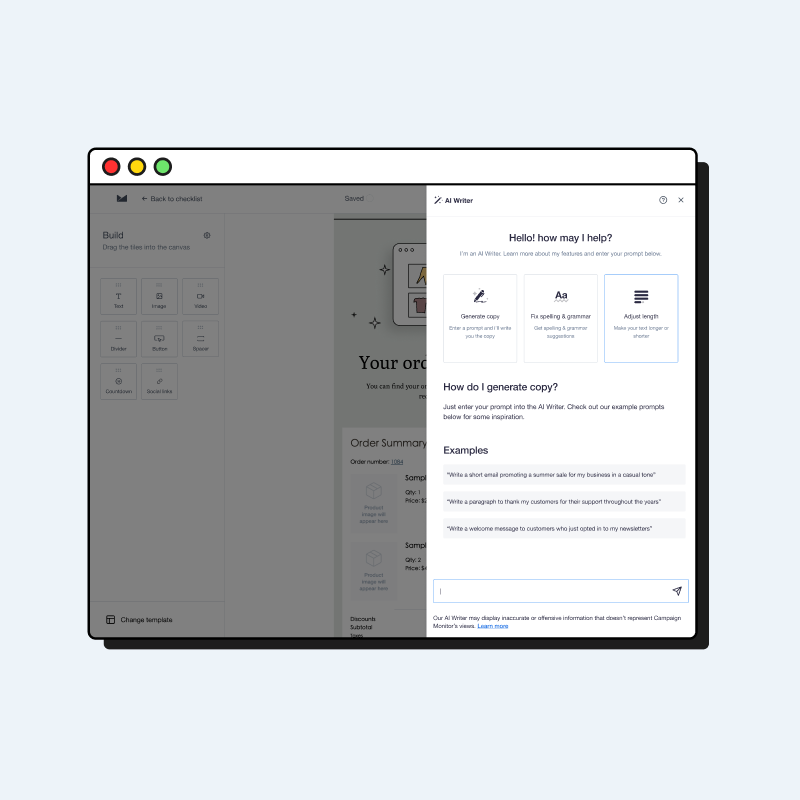 Back to checklist
Saved
Build
Drag the tiles into the canvas
Text
Image
Video
Divider
Button
Spacer
Countdown
Social links
Change template
Your ord
You can find your or
re
Order Summary
Order number: 1084
Product
image will
appear here
Sampl
Qty: 1
Price: $2
Product
image will
appear here
Sampl
Qty: 2
Price: $4
Discounts
Subtotal
Taxes
AI Writer
Hello! how may I help?
I'm an AI Writer. Learn more about my features and enter your prompt below.
Generate copy
Enter a prompt and I'll write
you the copy
Aa
Fix spelling & grammar
Get spelling & grammar
suggestions
Adjust length
Make your text longer or
shorter
How do I generate copy?
Just enter your prompt into the AI Writer. Check out our example prompts
below for some inspiration.
Examples
"Write a short email promoting a summer sale for my business in a casual tone"
"Write a paragraph to thank my customers for their support throughout the years"
"Write a welcome message to customers who just opted in to my newsletters"
Our AI Writer may display inaccurate or offensive information that doesn't represent Campaign
Monitor's views. Learn more